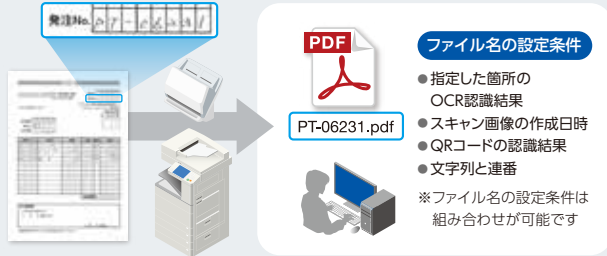 発注No. PT-06231
PDF
PT-06231.pdf
ファイル名の設定条件
●指定した箇所の
OCR認識結果
●スキャン画像の作成日時
●QRコードの認識結果
●文字列と連番
※ファイル名の設定条件は
組み合わせが可能です